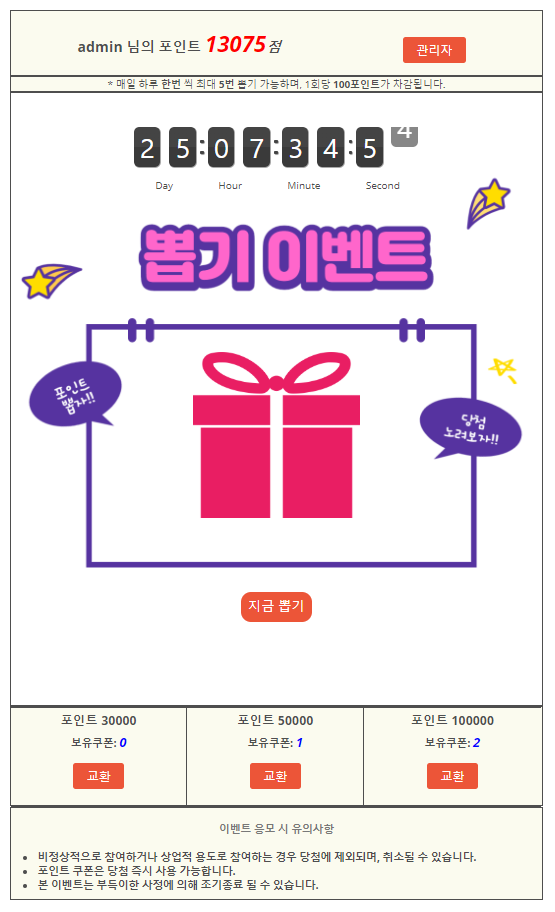 admin 님의 포인트 13075점
관리자
* 매일 하루 한번 씩 최대 5번 뽑기 가능하며, 1회당 100포인트가 차감됩니다.
2 5:0 7:3 4:5 4
Day Hour Minute Second
뽑기 이벤트
포인트
뽑자!!
당첨
노려보자!!
지금 뽑기
포인트 30000 포인트 50000 포인트 100000
보유쿠폰: 0 보유쿠폰: 1 보유쿠폰: 2
교환 교환 교환
이벤트 응모 시 유의사항
• 비정상적으로 참여하거나 상업적 용도로 참여하는 경우 당첨에 제외되며, 취소될 수 있습니다.
• 포인트 쿠폰은 당첨 즉시 사용 가능합니다.
• 본 이벤트는 부득이한 사정에 의해 조기종료 될 수 있습니다.